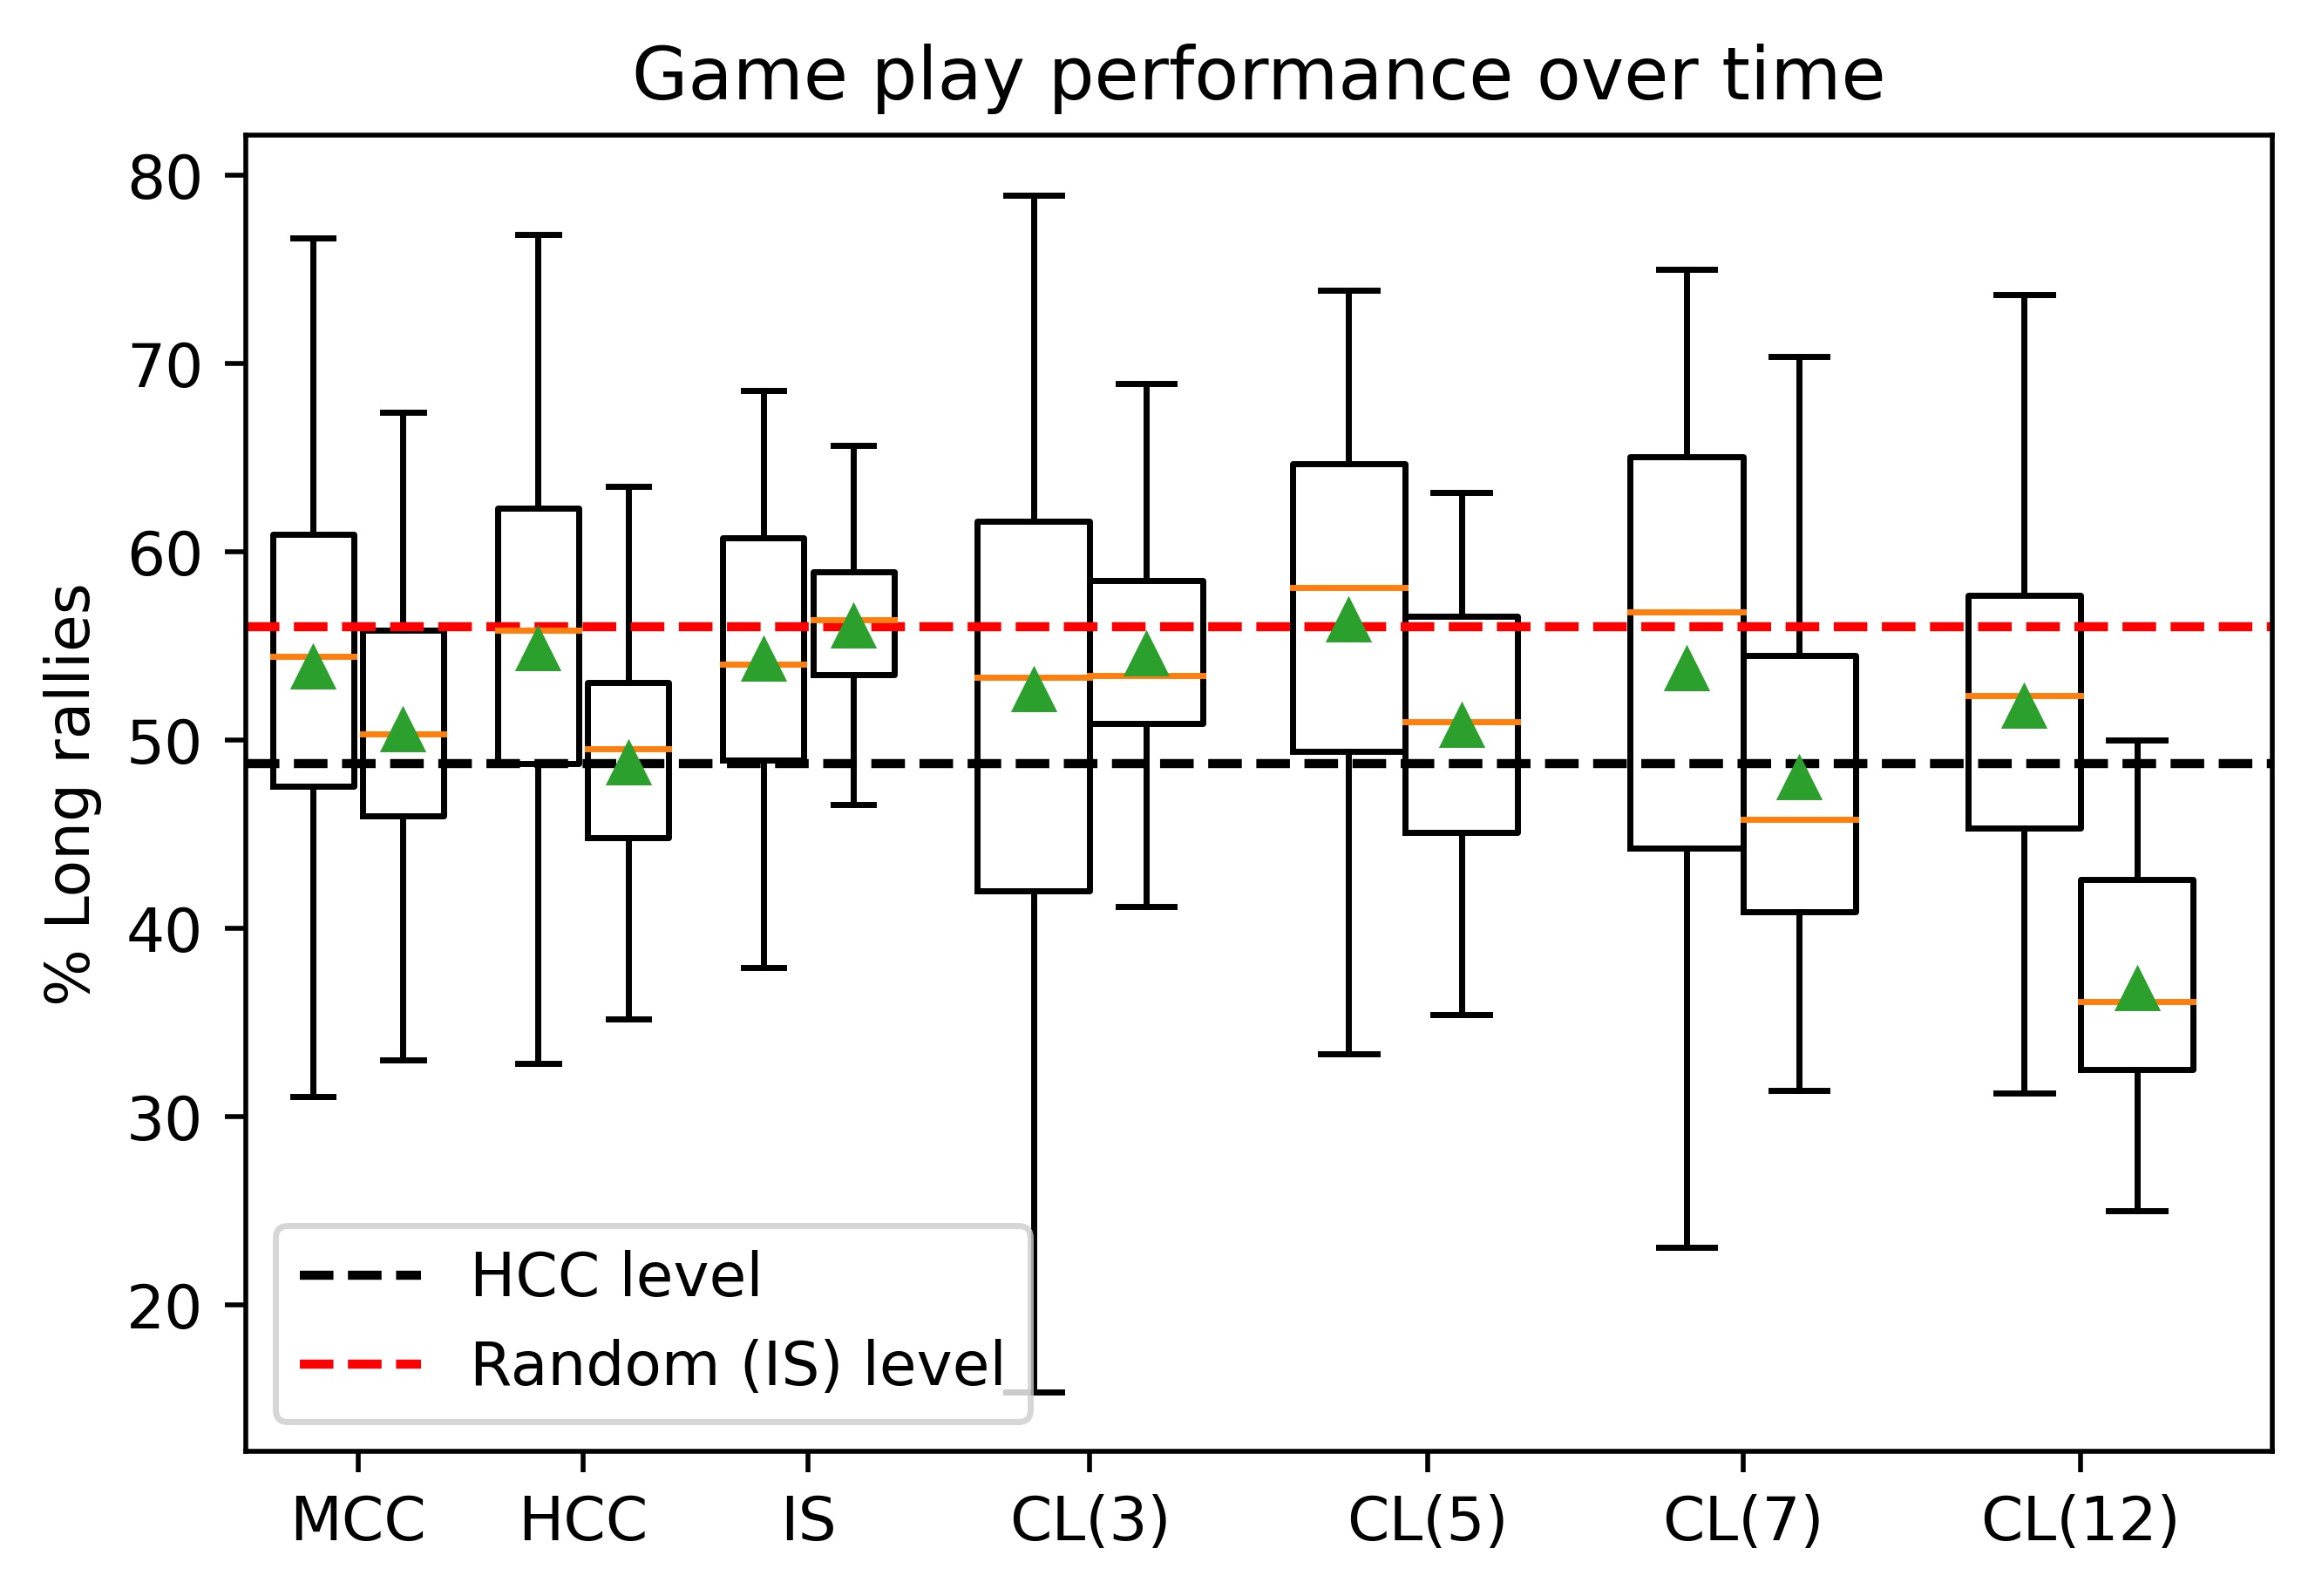 Game play performance over time
% Long rallies
80
70
60
50
40
30
20
HCC level
Random (IS) level
MCC HCC IS CL(3) CL(5) CL(7) CL(12)